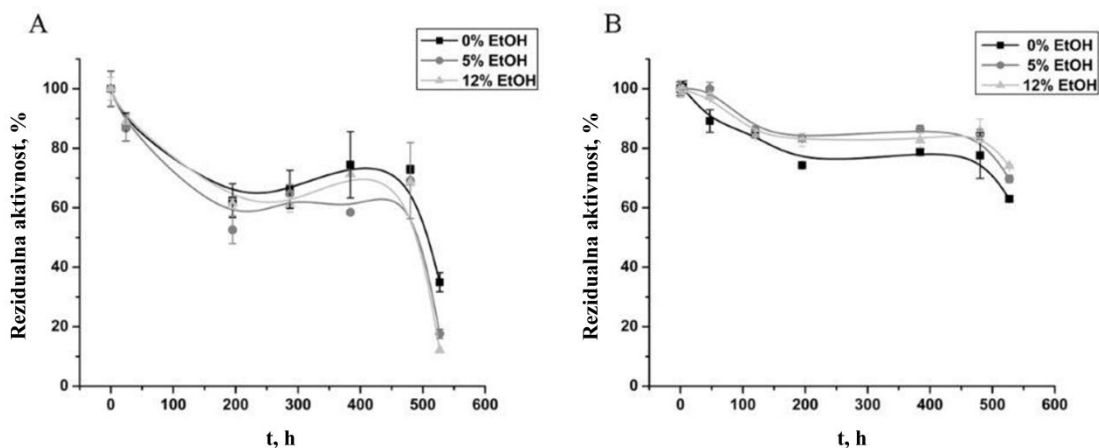 A
0% EtOH
5% EtOH
12% EtOH
Rezidualna aktivnost, %
100
80
60
40
20
0
0 100 200 300 400 500 600
t, h
B
0% EtOH
5% EtOH
12% EtOH
Rezidualna aktivnost, %
100
80
60
40
20
0
0 100 200 300 400 500 600
t, h